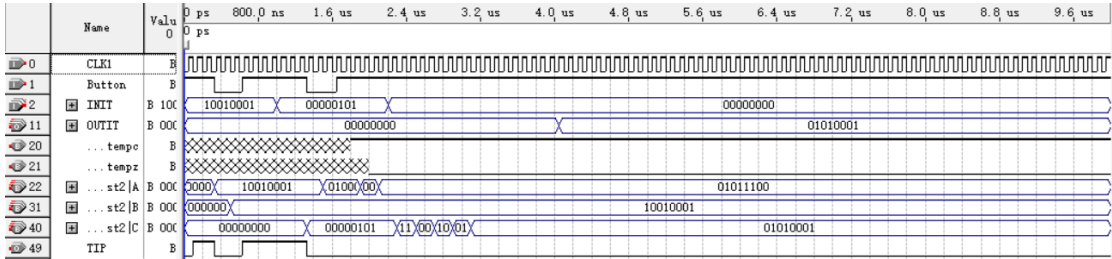 Name Valu 0 0 ps 800.0 ns 1.6 us 2.4 us 3.2 us 4.0 us 4.8 us 5.6 us 6.4 us 7.2 us 8.0 us 8.8 us 9.6 us
0 ps
0 CLK1 B
1 Button B
2 INIT B 100 10010001 00000101 00000000
11 OUTIT B 000 00000000 01010001
20 ...tempc B
21 ...tempz B
22 ...st2|A B 000 0000 10010001 01000 00 01011100
31 ...st2|B B 000 000000 10010001
40 ...st2|C B 000 00000000 00000101 11 00 10 01 01010001
49 TIP B